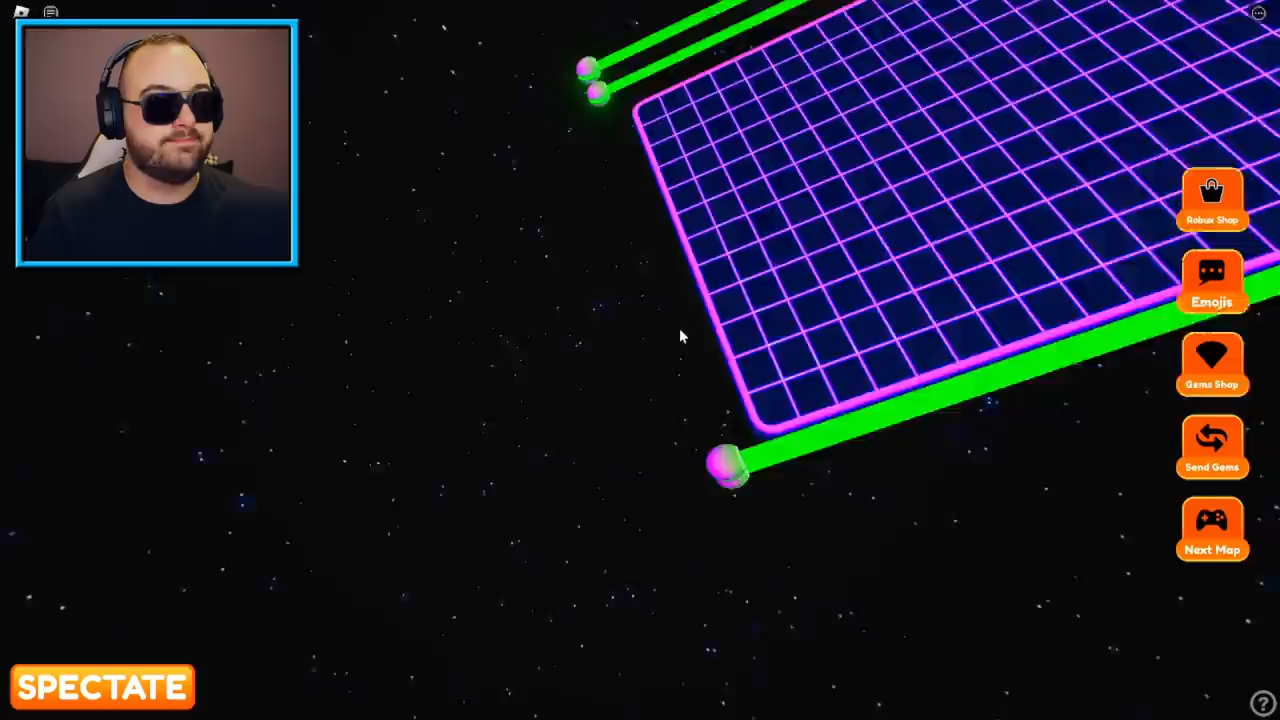 Robux Shop
Emojis
Gems Shop
Send Gems
Next Map
SPECTATE
?